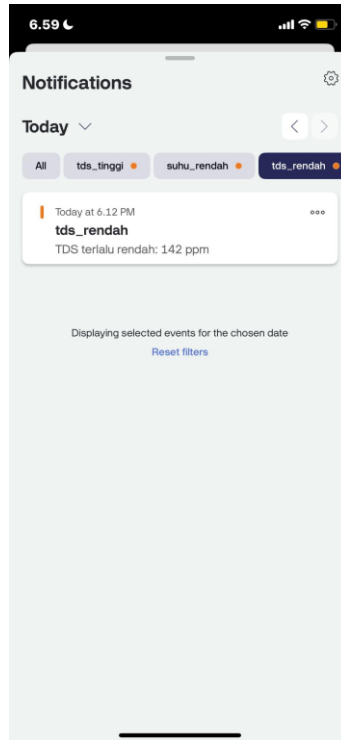 6.59
Notifications
Today
All
tds_tinggi
suhu_rendah
tds_rendah
Today at 6.12 PM
tds_rendah
TDS terlalu rendah: 142 ppm
Displaying selected events for the chosen date
Reset filters